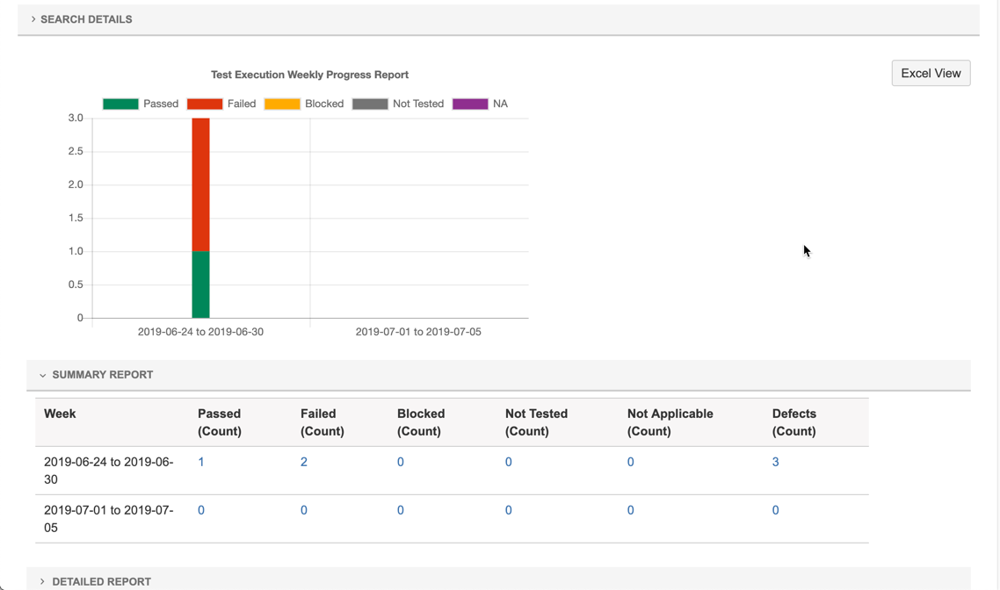 SEARCH DETAILS
Test Execution Weekly Progress Report
Excel View
Passed Failed Blocked Not Tested NA
3.0
2.5
2.0
1.5
1.0
0.5
0
2019-06-24 to 2019-06-30 2019-07-01 to 2019-07-05
SUMMARY REPORT
Week Passed Failed Blocked Not Tested Not Applicable Defects
(Count) (Count) (Count) (Count) (Count) (Count)
2019-06-24 to 2019-06- 1 2 0 0 0 3
30
2019-07-01 to 2019-07- 0 0 0 0 0 0
05
DETAILED REPORT